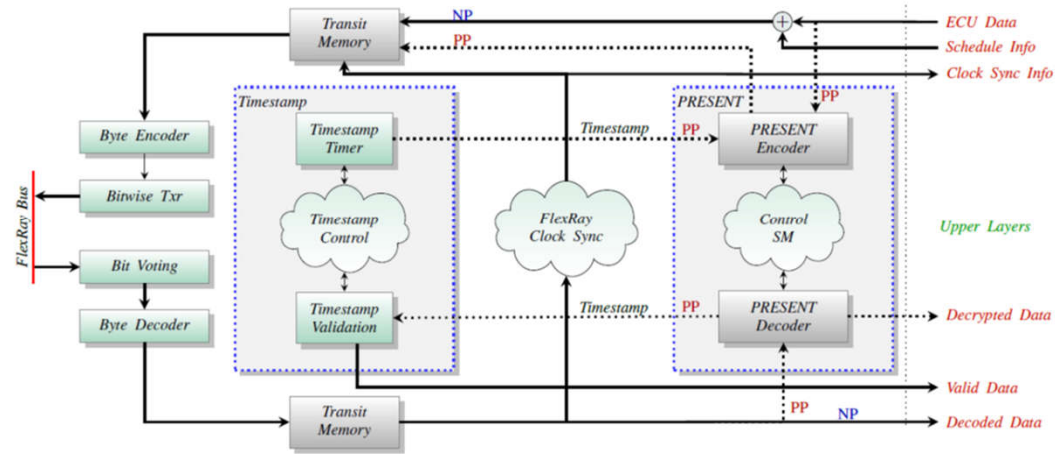 Transit
Memory
NP
PP
ECU Data
Schedule Info
Clock Sync Info
PP
Timestamp
PRESENT
Byte Encoder
Timestamp
Timer
Timestamp
PP
PRESENT
Encoder
FlexRay Bus
Bitwise Txr
Timestamp
Control
FlexRay
Clock Sync
Control
SM
Upper Layers
Bit Voting
Byte Decoder
Timestamp
Validation
Timestamp
PP
PRESENT
Decoder
Decrypted Data
Valid Data
Transit
Memory
PP
NP
Decoded Data